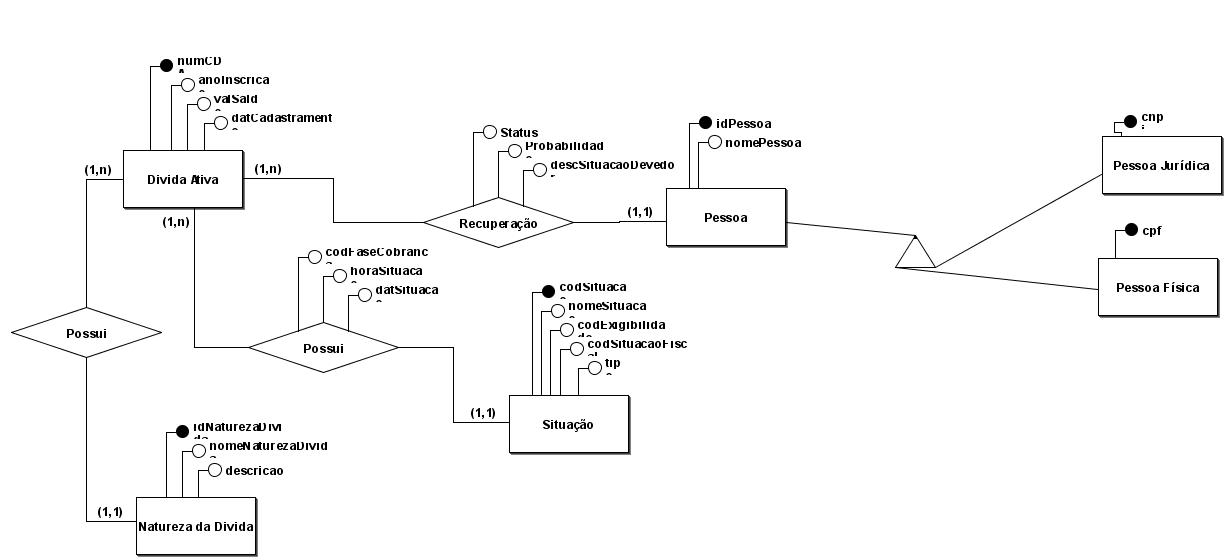 numCD
A
anoInscrica
valSald
datCadastrament
(1,n)
(1,n)
Divida Ativa
(1,n)
Status
Probabilidad
descSituacaoDevedo
r
Recuperação
(1,1)
idPessoa
nomePessoa
Pessoa
cnp
j
Pessoa Jurídica
cpf
Pessoa Física
codFaseCobranc
horaSituaca
datSituaca
Possui
Possui
(1,1)
codSituaca
nomeSituaca
codExigibilida
de
codSituacaoFisc
al
tip
Situação
idNaturezaDivi
da
nomeNaturezaDivid
descricao
(1,1)
Natureza da Divida